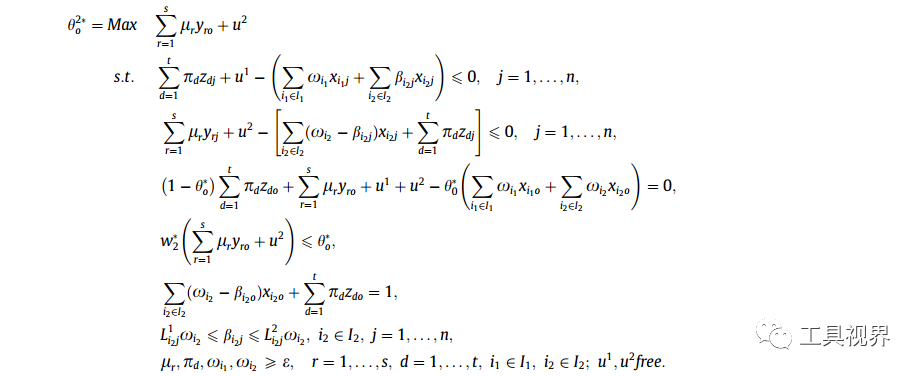 θ_o^{2*} = Max ∑_{r=1}^{s} μ_r y_{ro} + u^2
s.t. ∑_{d=1}^{t} π_d z_{dj} + u^1 − (∑_{i_1∈I_1} ω_{i_1} x_{i_1 j} + ∑_{i_2∈I_2} β_{i_2 j} x_{i_2 j}) ⩽ 0, j = 1, . . . , n,
∑_{r=1}^{s} μ_r y_{rj} + u^2 − [∑_{i_2∈I_2} (ω_{i_2} − β_{i_2 j}) x_{i_2 j} + ∑_{d=1}^{t} π_d z_{dj}] ⩽ 0, j = 1, . . . , n,
(1 − θ_o^*) ∑_{d=1}^{t} π_d z_{do} + ∑_{r=1}^{s} μ_r y_{ro} + u^1 + u^2 − θ_0^* (∑_{i_1∈I_1} ω_{i_1} x_{i_1 o} + ∑_{i_2∈I_2} ω_{i_2} x_{i_2 o}) = 0,
w_2^* (∑_{r=1}^{s} μ_r y_{ro} + u^2) ⩽ θ_o^*,
∑_{i_2∈I_2} (ω_{i_2} − β_{i_2 o}) x_{i_2 o} + ∑_{d=1}^{t} π_d z_{do} = 1,
L_{i_2 j}^1 ω_{i_2} ⩽ β_{i_2 j} ⩽ L_{i_2 j}^2 ω_{i_2}, i_2 ∈ I_2, j = 1, . . . , n,
μ_r, π_d, ω_{i_1}, ω_{i_2} ⩾ ε, r = 1, . . . , s, d = 1, . . . , t, i_1 ∈ I_1, i_2 ∈ I_2; u^1, u^2 free.
工具视界